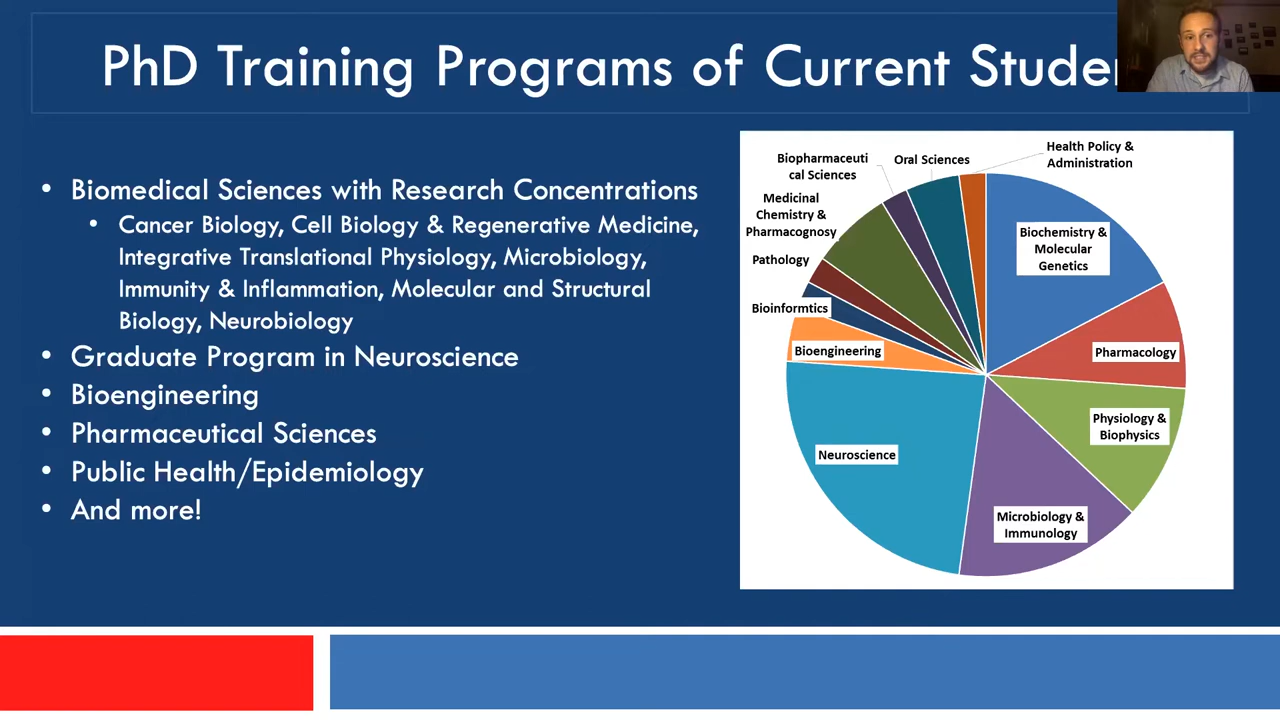 PhD Training Programs of Current Studen
• Biomedical Sciences with Research Concentrations
• Cancer Biology, Cell Biology & Regenerative Medicine,
Integrative Translational Physiology, Microbiology,
Immunity & Inflammation, Molecular and Structural
Biology, Neurobiology
• Graduate Program in Neuroscience
• Bioengineering
• Pharmaceutical Sciences
• Public Health/Epidemiology
• And more!
Health Policy &
Administration
Oral Sciences
Biopharmaceuti
cal Sciences
Medicinal
Chemistry &
Pharmacognosy
Pathology
Bioinformtics
Bioengineering
Neuroscience
Biochemistry &
Molecular
Genetics
Pharmacology
Physiology &
Biophysics
Microbiology &
Immunology